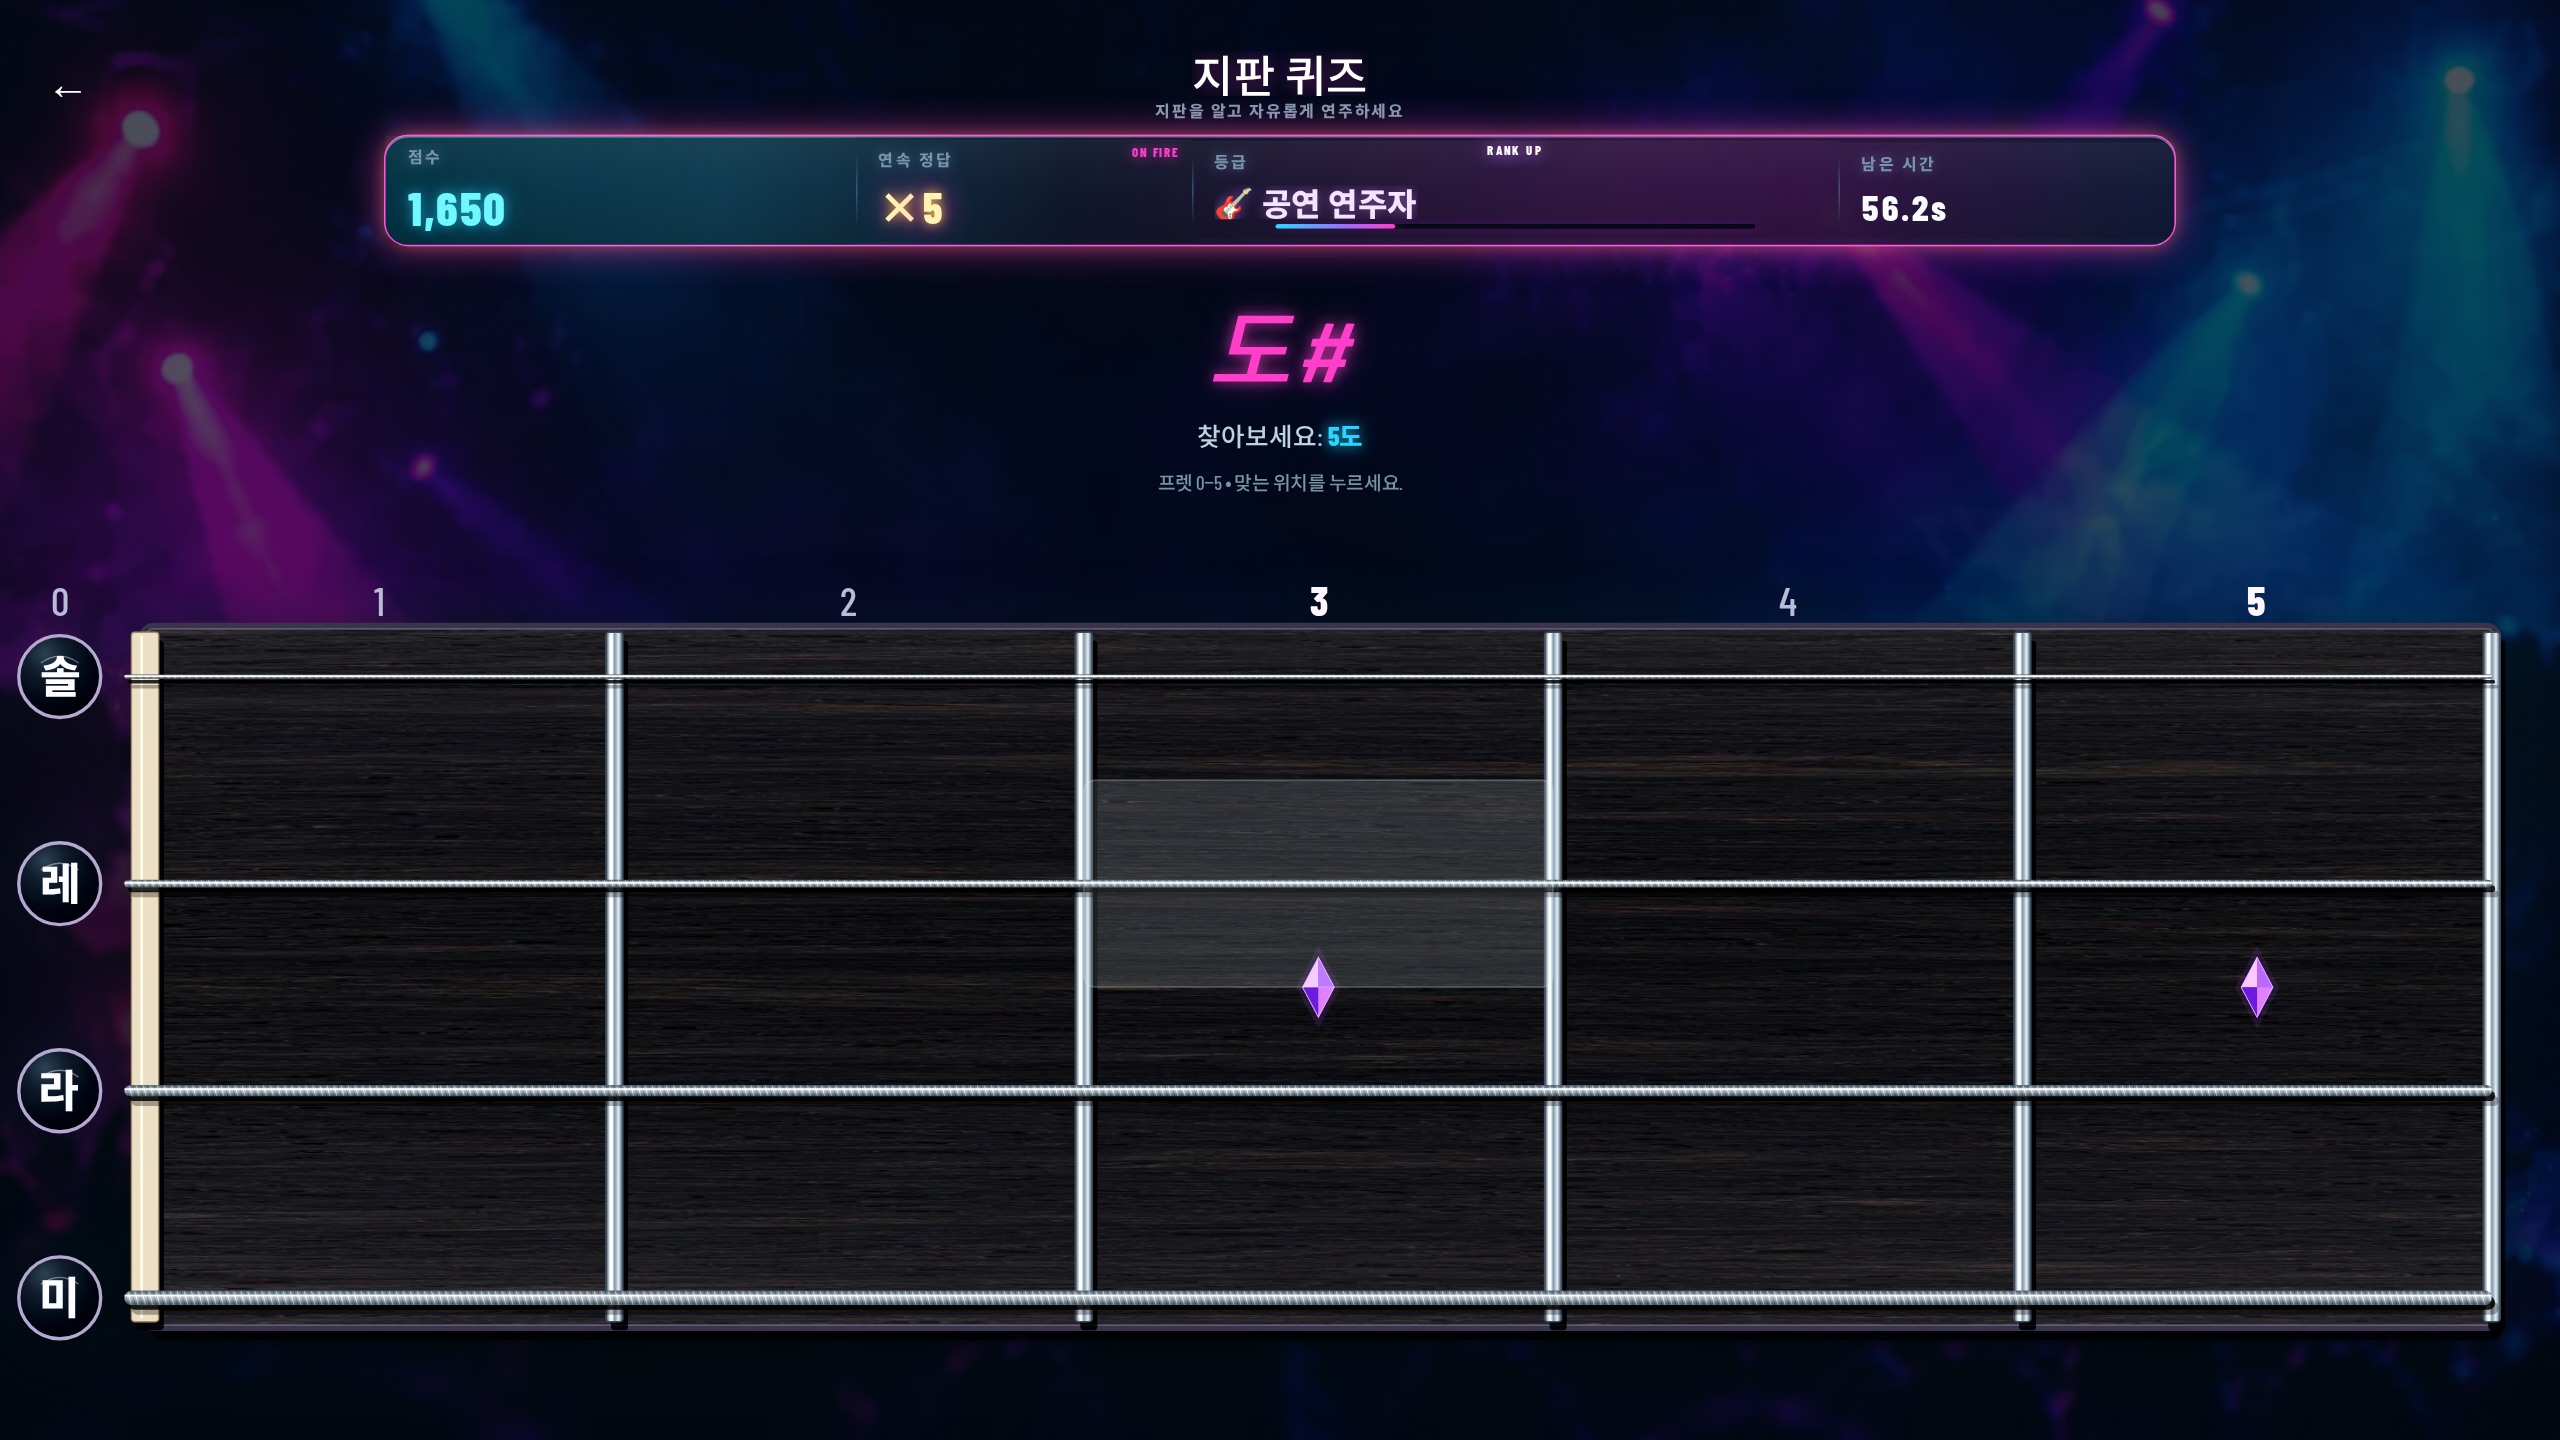 ←
지판 퀴즈
지판을 알고 자유롭게 연주하세요
점수
1,650
연속 정답
×5
ON FIRE
등급
공연 연주자
RANK UP
남은 시간
56.2s
도#
찾아보세요: 5도
프렛 0–5 • 맞는 위치를 누르세요.
0 1 2 3 4 5
솔
레
라
미